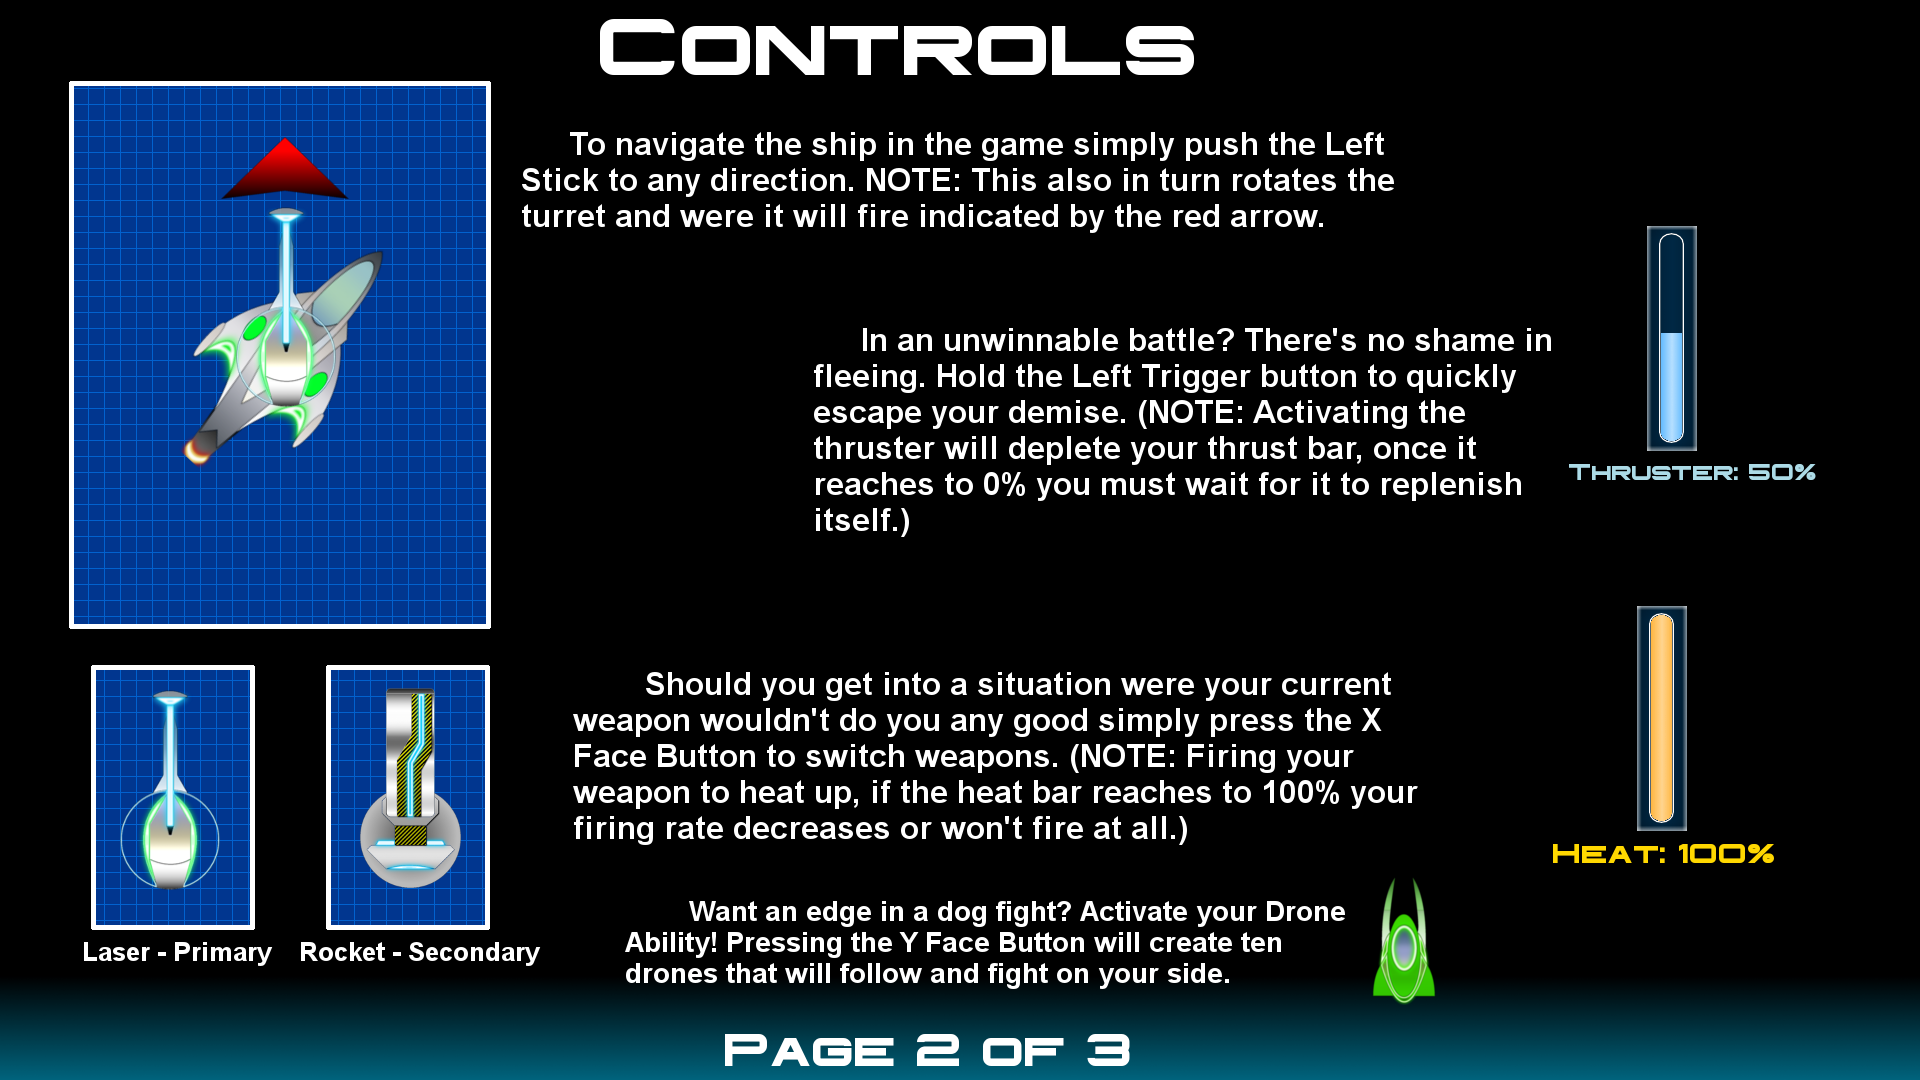 CONTROLS
To navigate the ship in the game simply push the Left
Stick to any direction. NOTE: This also in turn rotates the
turret and were it will fire indicated by the red arrow.
In an unwinnable battle? There's no shame in
fleeing. Hold the Left Trigger button to quickly
escape your demise. (NOTE: Activating the
thruster will deplete your thrust bar, once it
reaches to 0% you must wait for it to replenish
itself.)
THRUSTER: 50%
Should you get into a situation were your current
weapon wouldn't do you any good simply press the X
Face Button to switch weapons. (NOTE: Firing your
weapon to heat up, if the heat bar reaches to 100% your
firing rate decreases or won't fire at all.)
HEAT: 100%
Laser - Primary
Rocket - Secondary
Want an edge in a dog fight? Activate your Drone
Ability! Pressing the Y Face Button will create ten
drones that will follow and fight on your side.
PAGE 2 OF 3